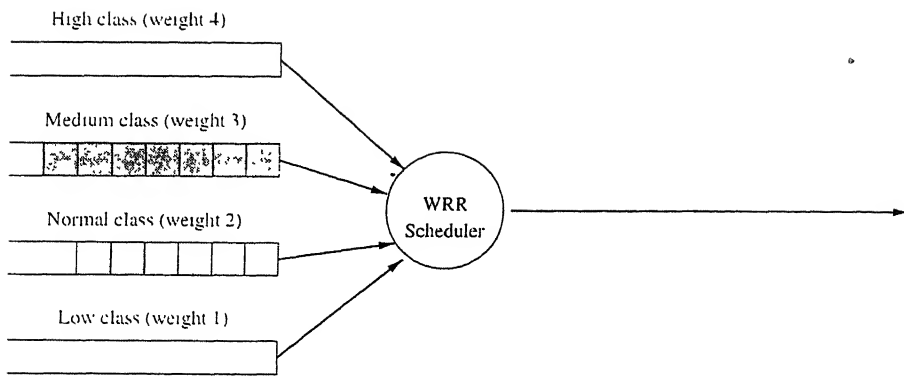 High class (weight 4)
Medium class (weight 3)
Normal class (weight 2)
Low class (weight 1)
WRR
Scheduler